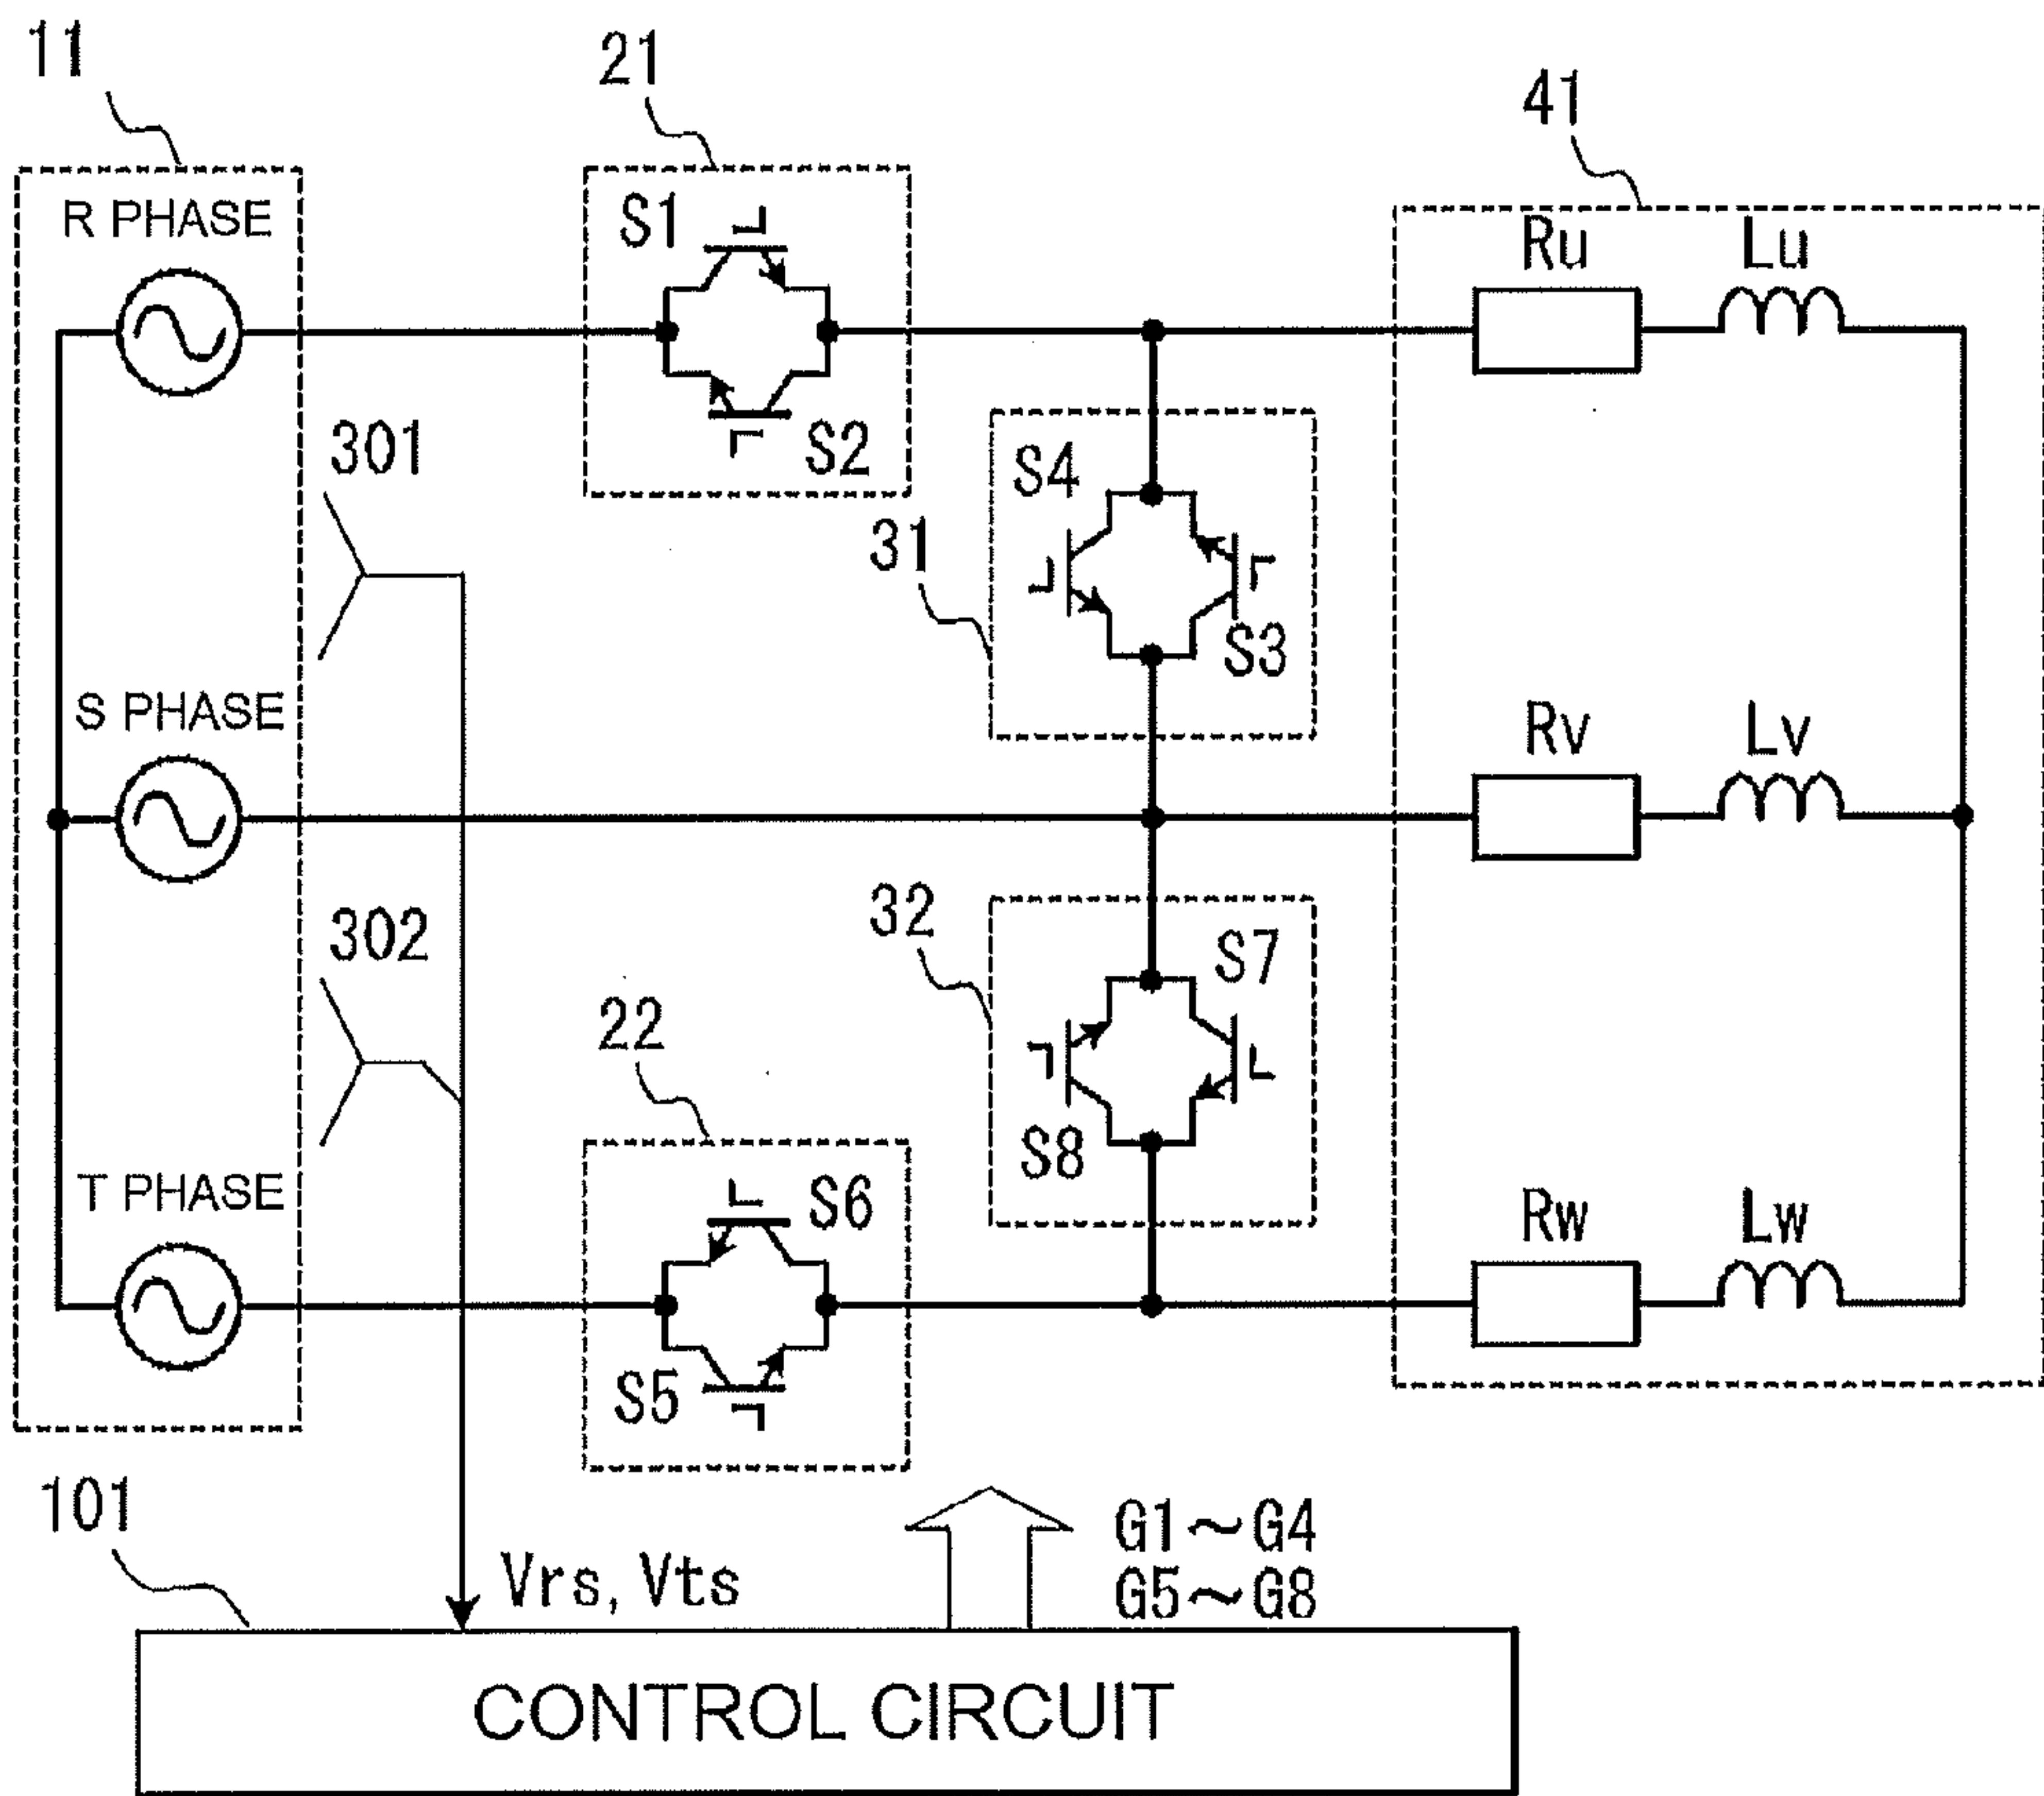 11
21
41
R PHASE
S1
Ru
Lu
301
S2
S4
31
S3
S PHASE
Rv
Lv
302
32
S7
22
S8
T PHASE
S6
Rw
Lw
S5
101
Vrs, Vts
G1～G4
G5～G8
CONTROL CIRCUIT